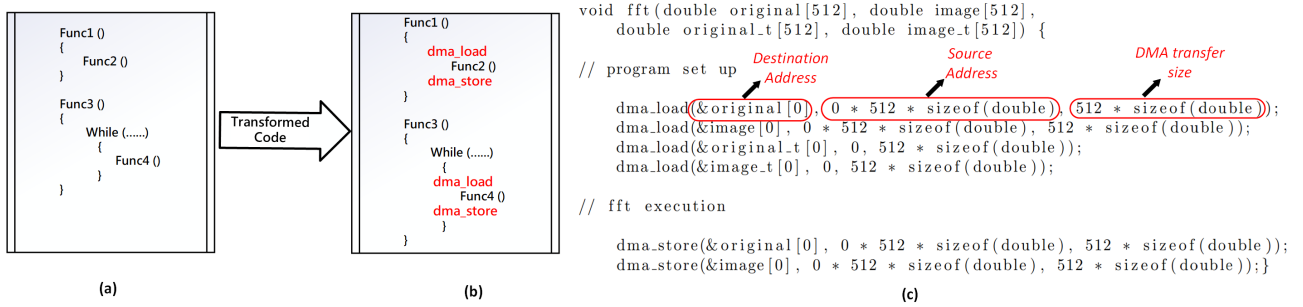 Func1 ()
{
Func2 ()
}
Func3 ()
{
While (......)
{
Func4 ()
}
}
(a)
Transformed
Code
Func1 ()
{
dma_load
Func2 ()
dma_store
}
Func3 ()
{
While (......)
{
dma_load
Func4 ()
dma_store
}
}
(b)
void fft(double original[512], double image[512],
double original_t[512], double image_t[512]) {
Destination
Address
Source
Address
DMA transfer
size
// program set up
dma_load(&original[0], 0 * 512 * sizeof(double), 512 * sizeof(double));
dma_load(&image[0], 0 * 512 * sizeof(double), 512 * sizeof(double));
dma_load(&original_t[0], 0, 512 * sizeof(double));
dma_load(&image_t[0], 0, 512 * sizeof(double));
// fft execution
dma_store(&original[0], 0 * 512 * sizeof(double), 512 * sizeof(double));
dma_store(&image[0], 0 * 512 * sizeof(double), 512 * sizeof(double));}
(c)